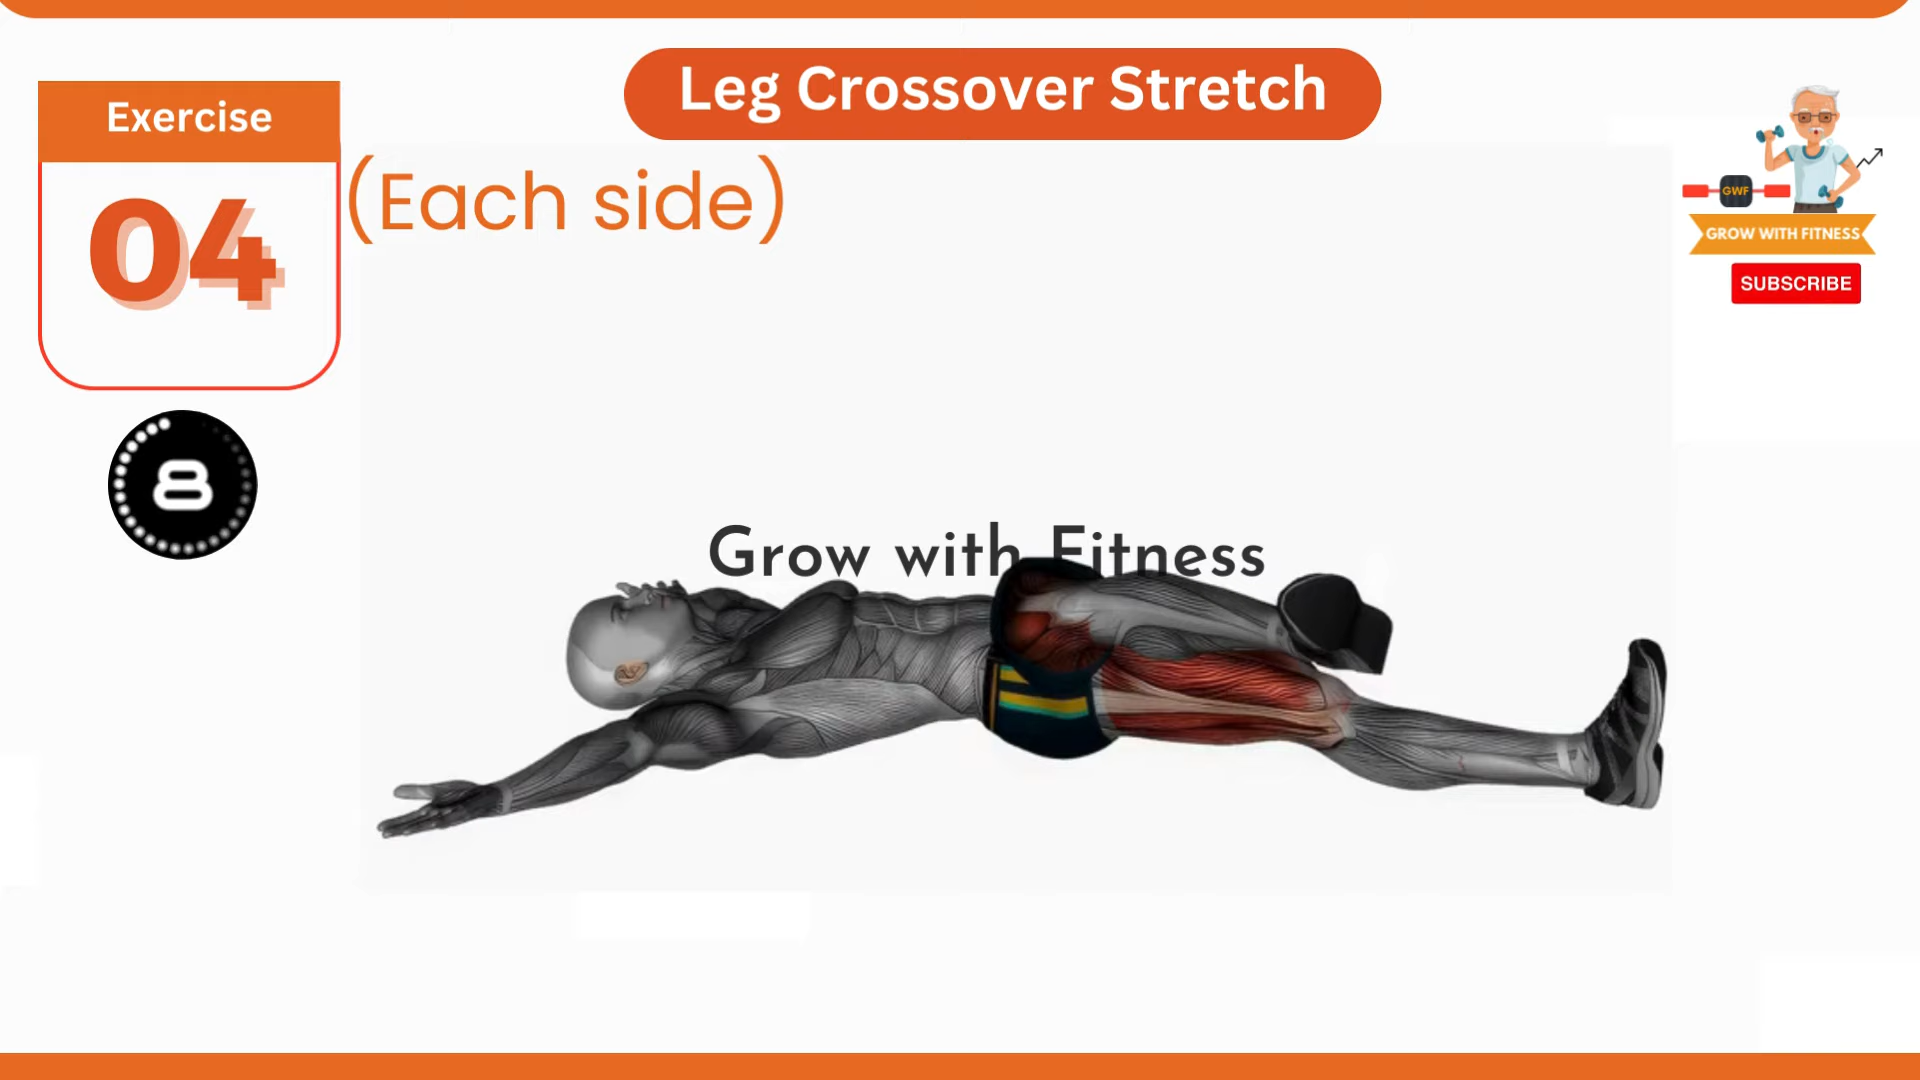 Leg Crossover Stretch
Exercise
04
(Each side)
GWF
GROW WITH FITNESS
SUBSCRIBE
8
Grow with Fitness